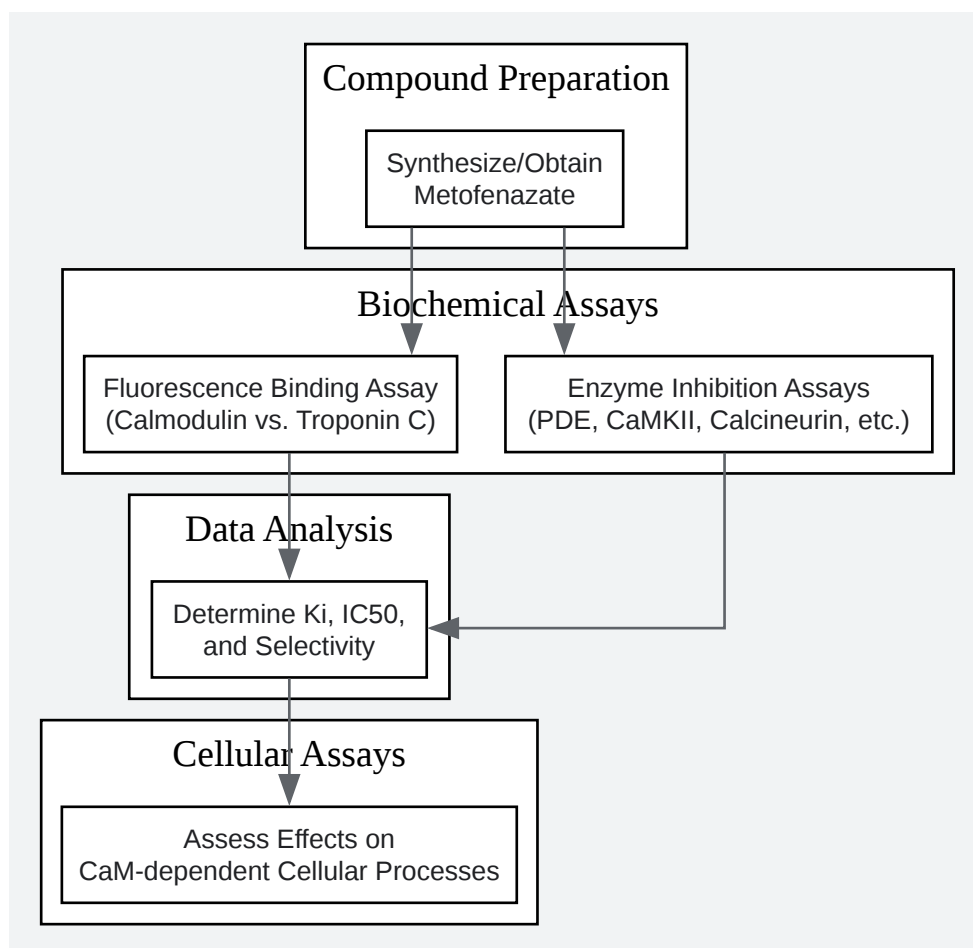 Compound Preparation
Synthesize/Obtain
Metofenazate
Biochemical Assays
Fluorescence Binding Assay
(Calmodulin vs. Troponin C)
Enzyme Inhibition Assays
(PDE, CaMKII, Calcineurin, etc.)
Data Analysis
Determine Ki, IC50,
and Selectivity
Cellular Assays
Assess Effects on
CaM-dependent Cellular Processes